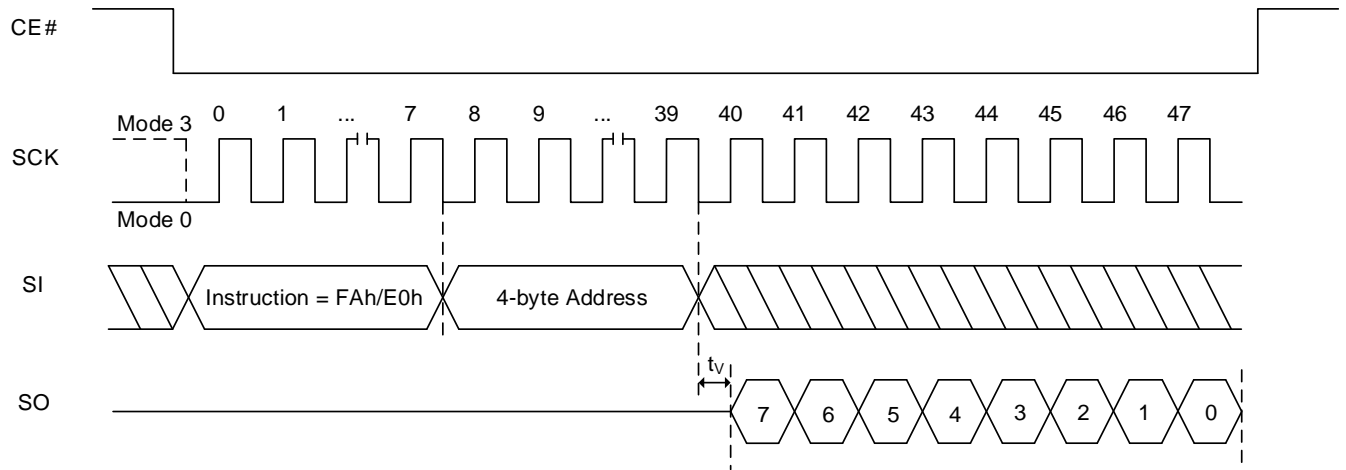 CE#
Mode 3 0 1 ... 7 8 9 ... 39 40 41 42 43 44 45 46 47
SCK
Mode 0
SI
Instruction = FAh/E0h 4-byte Address
tV
SO
7 6 5 4 3 2 1 0